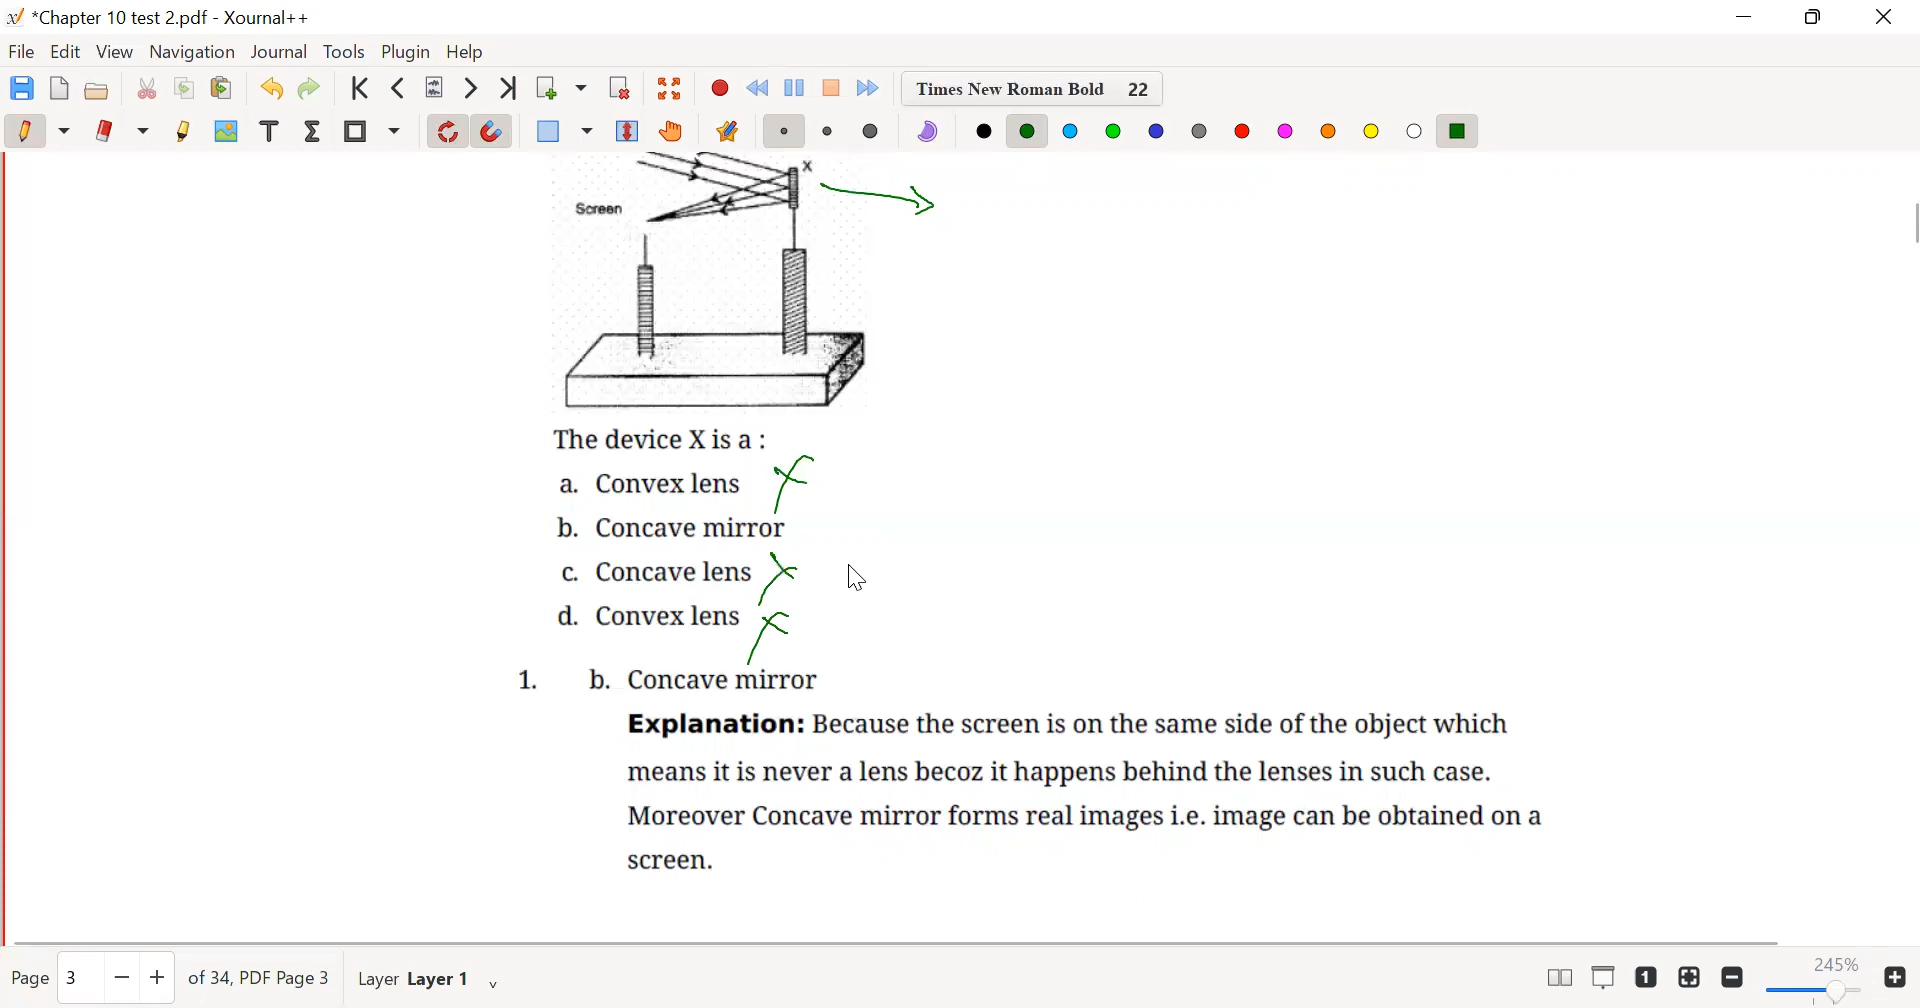 *Chapter 10 test 2.pdf - Xournal++
File Edit View Navigation Journal Tools Plugin Help
Times New Roman Bold 22
X
Screen
The device X is a :
a. Convex lens
b. Concave mirror
c. Concave lens
d. Convex lens
1. b. Concave mirror
Explanation: Because the screen is on the same side of the object which
means it is never a lens becoz it happens behind the lenses in such case.
Moreover Concave mirror forms real images i.e. image can be obtained on a
screen.
Page 3 of 34, PDF Page 3 Layer Layer 1
245%